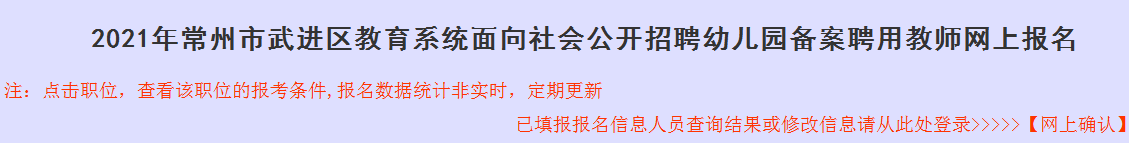 2021年常州市武进区教育系统面向社会公开招聘幼儿园备案聘用教师网上报名
注：点击职位，查看该职位的报考条件,报名数据统计非实时，定期更新
已填报报名信息人员查询结果或修改信息请从此处登录>>>>>【网上确认】